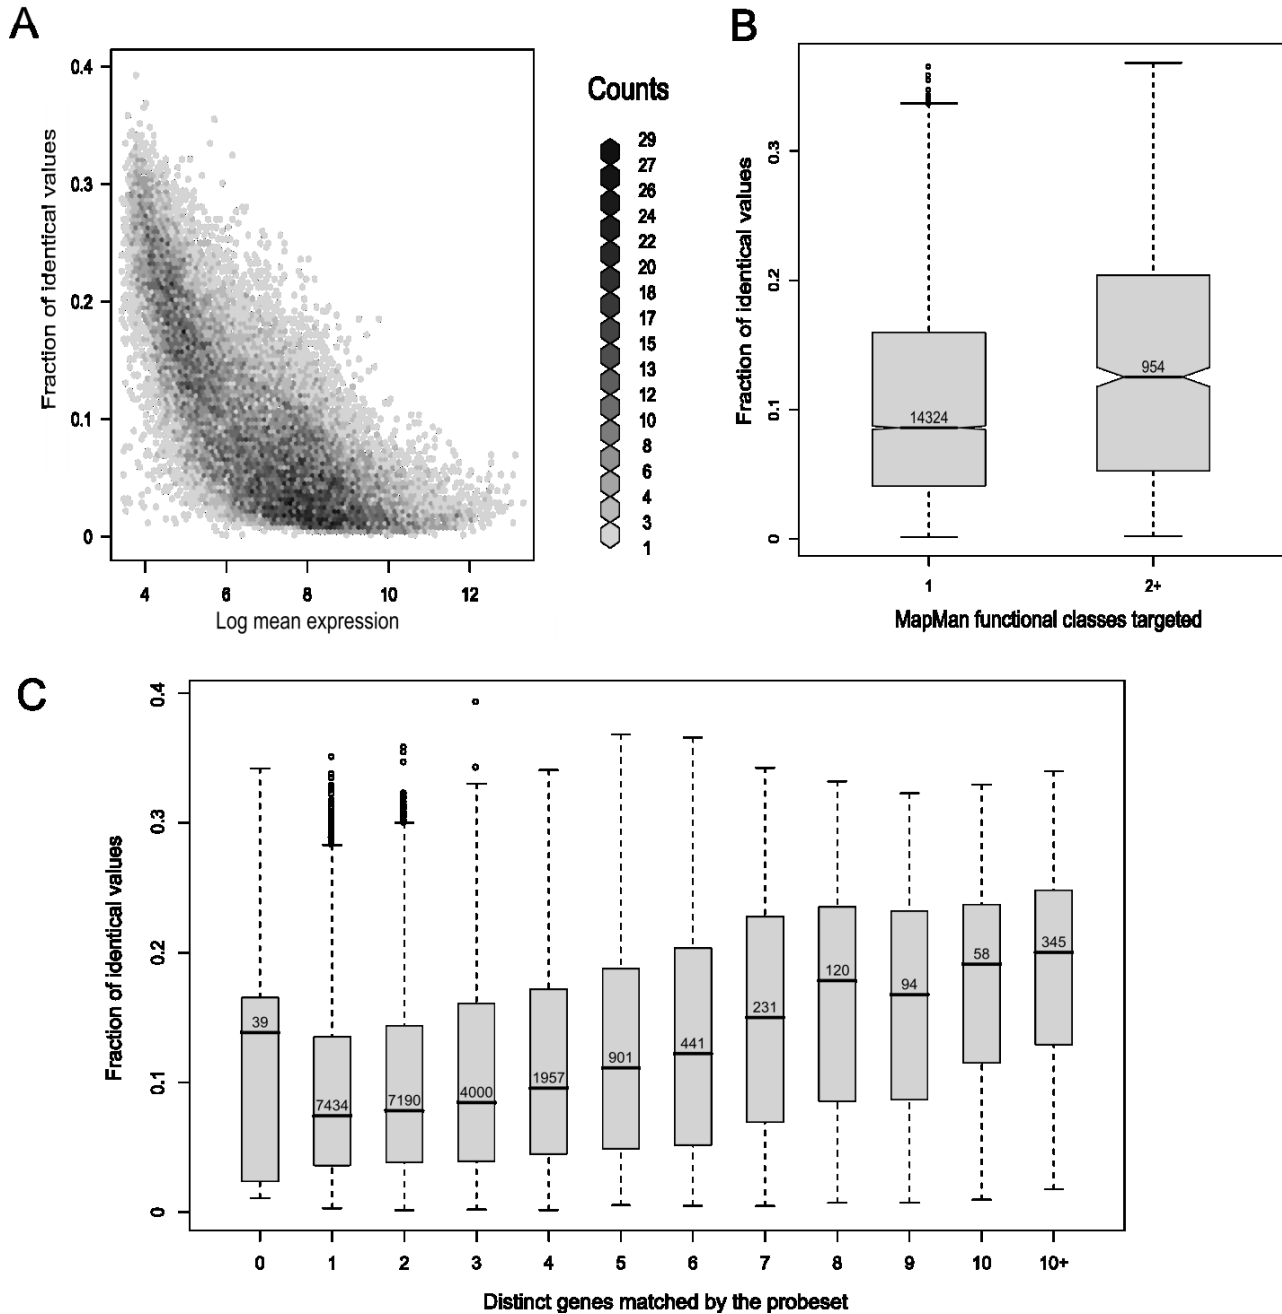 A
Fraction of identical values
0.4
0.3
0.2
0.1
0
4 6 8 10 12
Log mean expression
Counts
29
27
26
24
22
20
18
17
15
13
12
10
8
6
4
3
1
B
Fraction of identical values
0.3
0.2
0.1
0
14324
954
1 2+
MapMan functional classes targeted
C
Fraction of identical values
0.4
0.3
0.2
0.1
0
39 7434 7190 4000 1957 901 441 231 120 94 58 345
0 1 2 3 4 5 6 7 8 9 10 10+
Distinct genes matched by the probeset